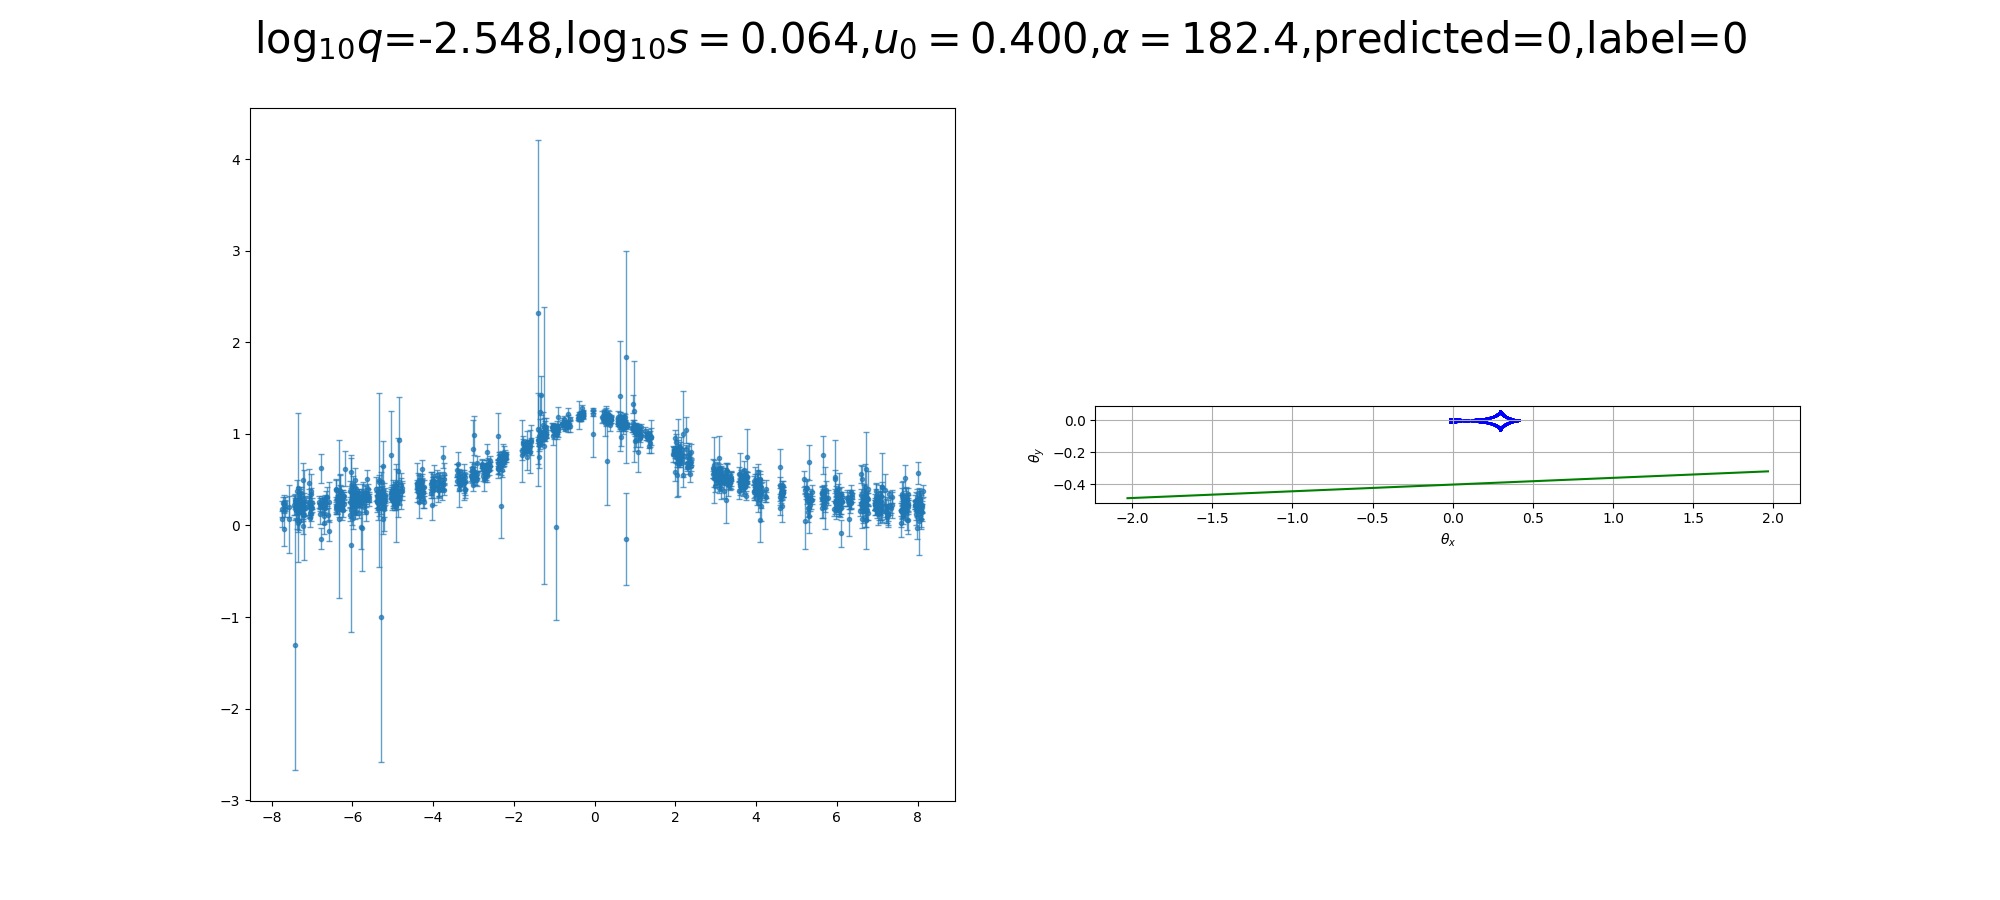 log₁₀q=-2.548,log₁₀s = 0.064,u₀ = 0.400,α = 182.4,predicted=0,label=0
4
3
2
1
0
−1
−2
−3
−8 −6 −4 −2 0 2 4 6 8
θy
0.0
−0.2
−0.4
−2.0 −1.5 −1.0 −0.5 0.0 0.5 1.0 1.5 2.0
θx